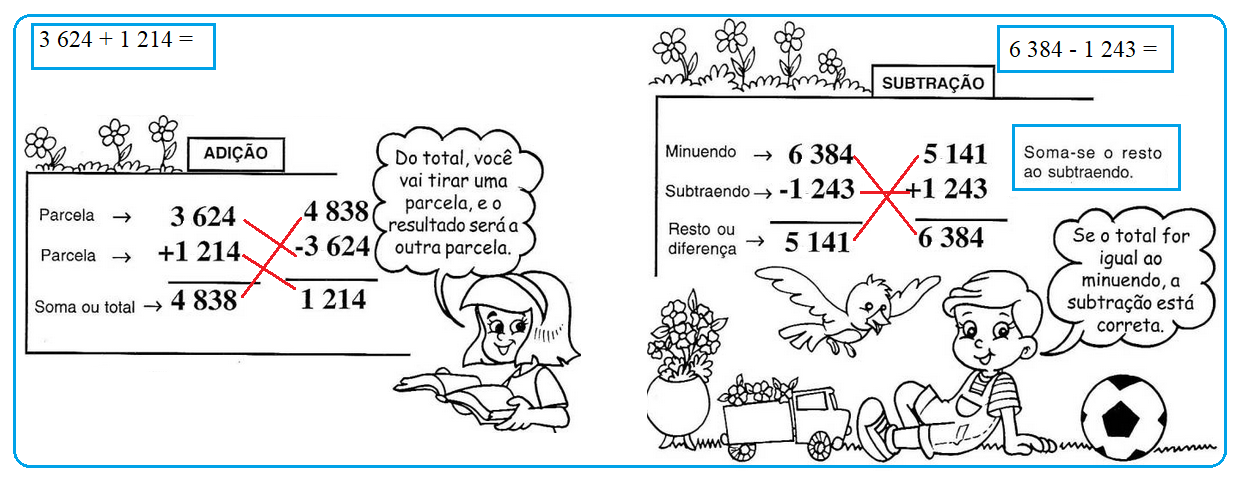 3 624 + 1 214 =
ADIÇÃO
Parcela → 3 624 4 838
Parcela → +1 214 -3 624
Soma ou total → 4 838 1 214
Do total, você
vai tirar uma
parcela, e o
resultado será a
outra parcela.
6 384 - 1 243 =
SUBTRAÇÃO
Minuendo → 6 384 5 141
Subtraendo → -1 243 +1 243
Resto ou
diferença → 5 141 6 384
Soma-se o resto
ao subtraendo.
Se o total for
igual ao
minuendo, a
subtração está
correta.